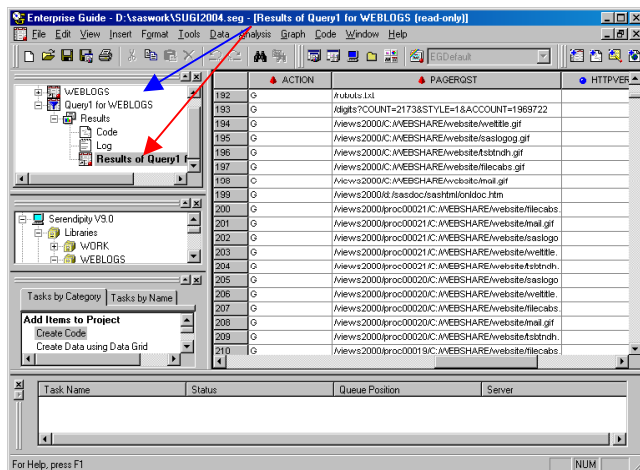 Enterprise Guide - D:\saswork\SUGI2004.seg - [Results of Query1 for WEBLOGS (read-only)]
File Edit View Insert Format Tools Data Analysis Graph Code Window Help
EGDefault
WEBLOGS
Query1 for WEBLOGS
Results
Code
Log
Results of Query1 f
Serendipity V9.0
Libraries
WORK
WEBLOGS
Tasks by Category Tasks by Name
Add Items to Project
Create Code
Create Data using Data Grid
ACTION PAGERQST HTTPVER
192 G /robots.txt
193 G /digits?COUNT=2173&STYLE=1&ACCOUNT=1969722
194 G /views2000/C:/WEBSHARE/website/weltitle.gif
195 G /views2000/C:/WEBSHARE/website/saslogog.gif
196 G /views2000/C:/WEBSHARE/website/tsbtndh.gif
197 G /views2000/C:/WEBSHARE/website/filecabs.gif
198 G /views2000/C:/WEBSHARE/website/mail.gif
199 G /views2000/d:/sasdoc/sashtml/onldoc.htm
200 G /views2000/proc00021/C:/WEBSHARE/website/filecabs.
201 G /views2000/proc00021/C:/WEBSHARE/website/mail.gif
202 G /views2000/proc00021/C:/WEBSHARE/website/saslogo
203 G /views2000/proc00021/C:/WEBSHARE/website/weltitle.
204 G /views2000/proc00021/C:/WEBSHARE/website/tsbtndh.
205 G /views2000/proc00020/C:/WEBSHARE/website/saslogo
206 G /views2000/proc00020/C:/WEBSHARE/website/weltitle.
207 G /views2000/proc00020/C:/WEBSHARE/website/filecabs.
208 G /views2000/proc00020/C:/WEBSHARE/website/mail.gif
209 G /views2000/proc00020/C:/WEBSHARE/website/tsbtndh.
210 G /views2000/proc00019/C:/WEBSHARE/website/filecabs.
Task Name Status Queue Position Server
For Help, press F1 NUM